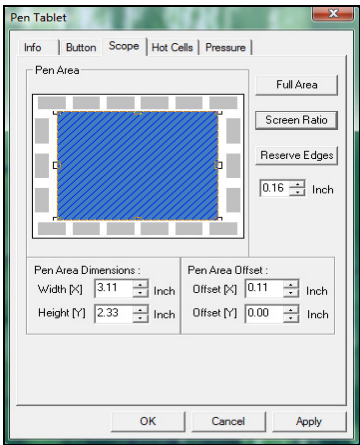 Pen Tablet
Info Button Scope Hot Cells Pressure
Pen Area
Full Area
Screen Ratio
Reserve Edges
0.16 Inch
Pen Area Dimensions : Pen Area Offset :
Width [X] 3.11 Inch Offset [X] 0.11 Inch
Height [Y] 2.33 Inch Offset [Y] 0.00 Inch
OK Cancel Apply